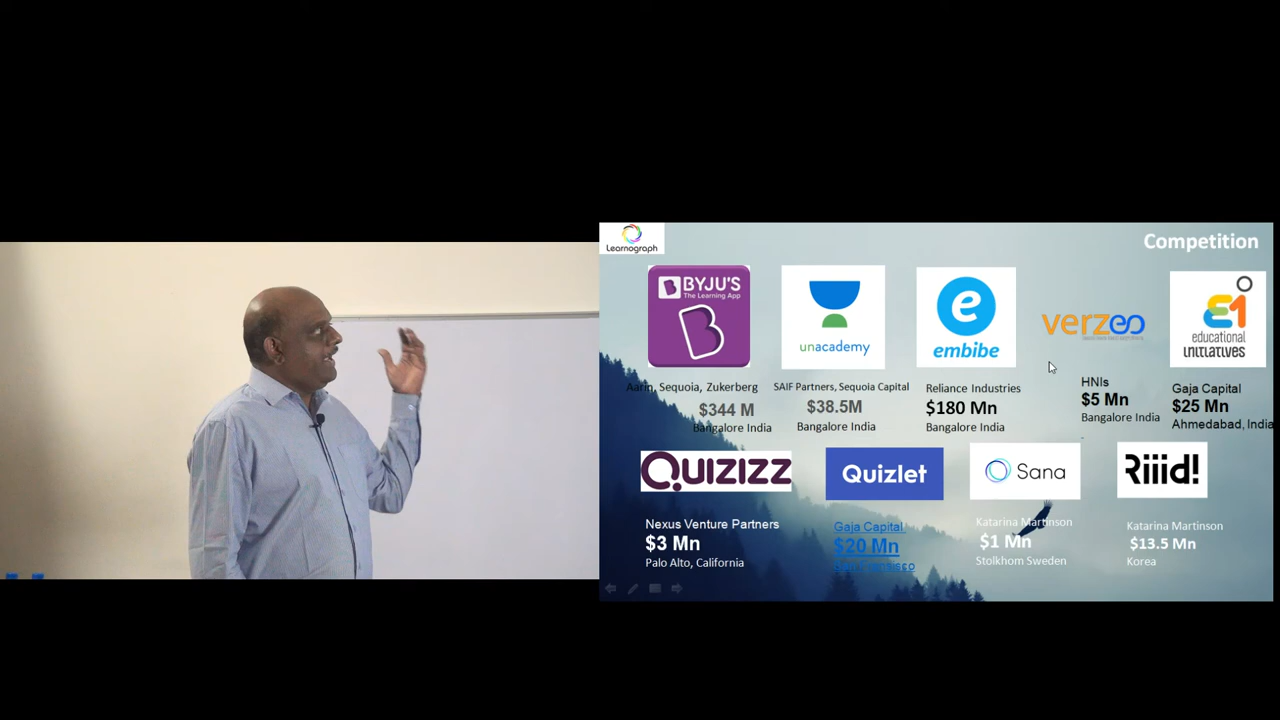 Learnograph
Competition
BYJU'S
The Learning App
B
unacademy
e
embibe
verzeo
educational
initiatives
Aarin, Sequoia, Zukerberg
$344 M
Bangalore India
SAIF Partners, Sequoia Capital
$38.5M
Bangalore India
Reliance Industries
$180 Mn
Bangalore India
HNIs
$5 Mn
Bangalore India
Gaja Capital
$25 Mn
Ahmedabad, India
Quizizz
Quizlet
Sana
Riiid!
Nexus Venture Partners
$3 Mn
Palo Alto, California
Gaja Capital
$20 Mn
San Fransisco
Katarina Martinson
$1 Mn
Stolkhom Sweden
Katarina Martinson
$13.5 Mn
Korea